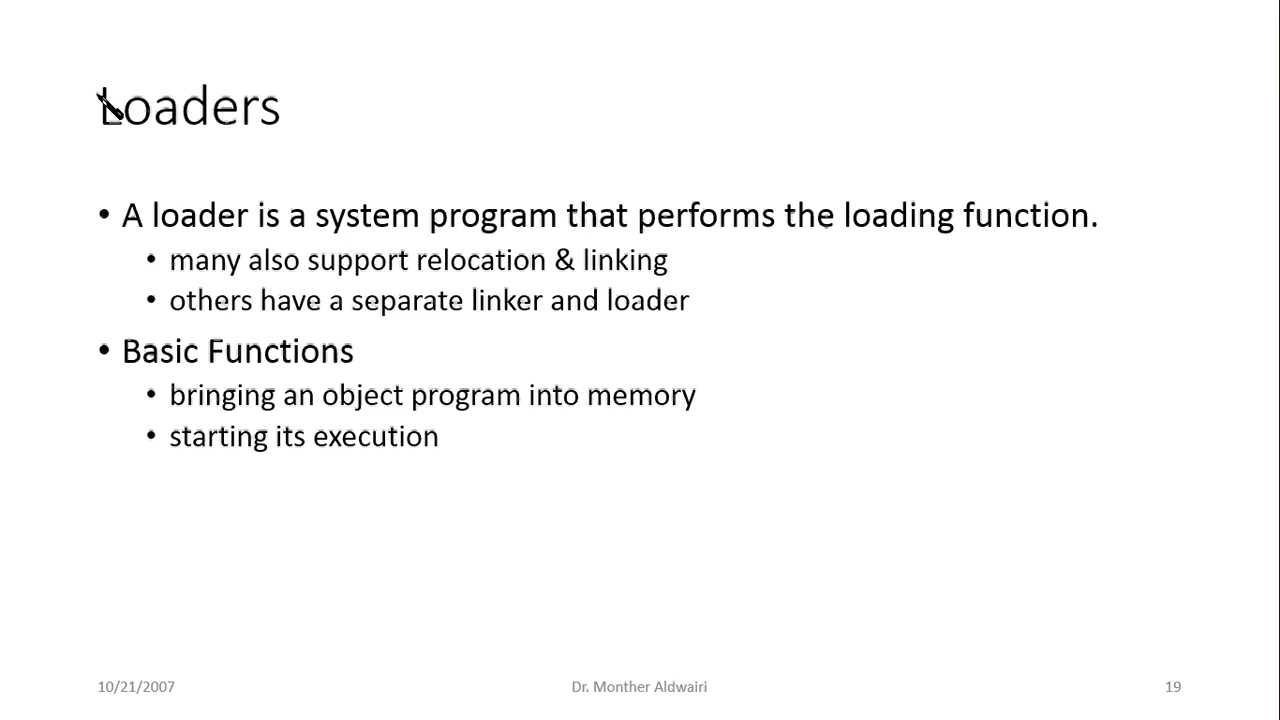 Loaders
• A loader is a system program that performs the loading function.
• many also support relocation & linking
• others have a separate linker and loader
• Basic Functions
• bringing an object program into memory
• starting its execution
10/21/2007
Dr. Monther Aldwairi
19